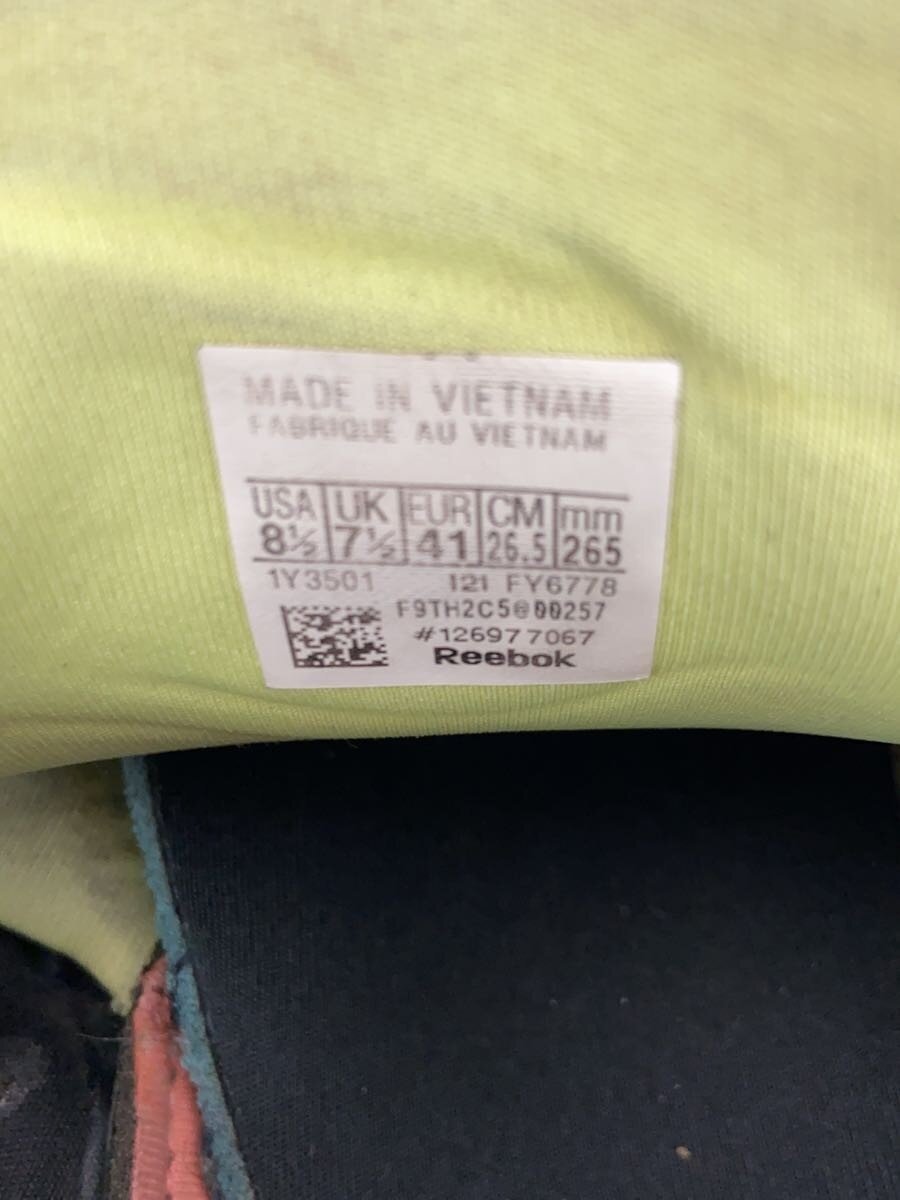 MADE IN VIETNAM
FABRIQUE AU VIETNAM
USA UK EUR CM mm
8½ 7½ 41 26.5 265
1Y3501 I2I FY6778
F9TH2C5@00257
#126977067
Reebok